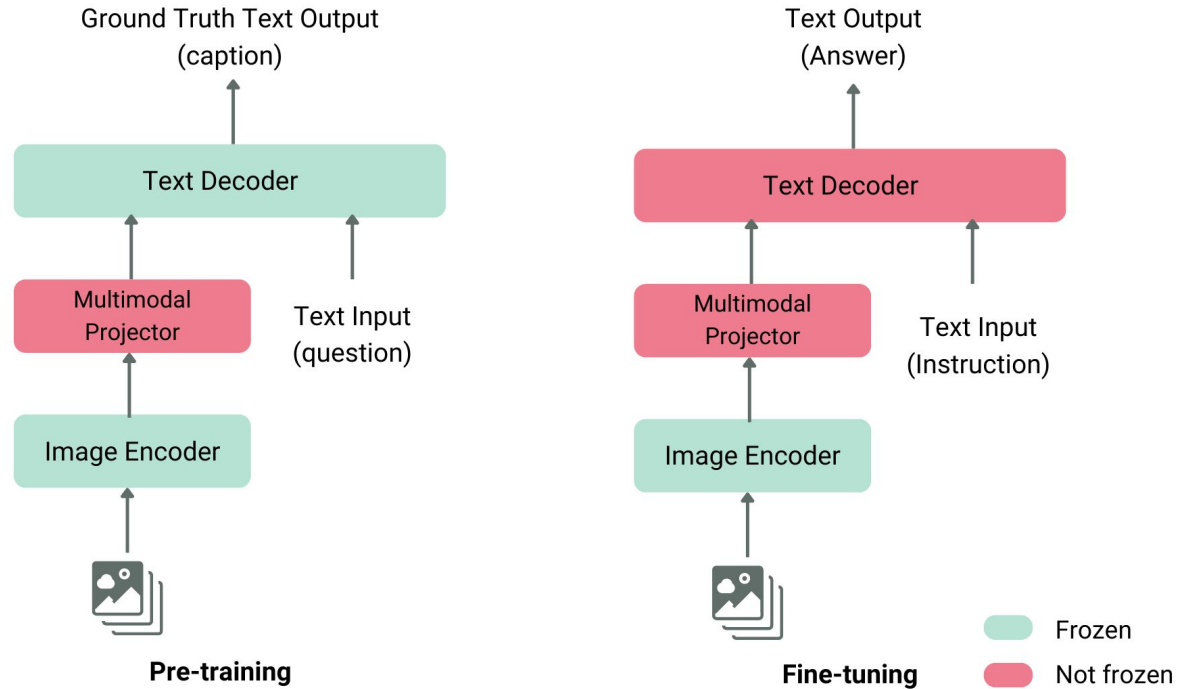 Ground Truth Text Output
(caption)
Text Decoder
Multimodal
Projector
Text Input
(question)
Image Encoder
Pre-training
Text Output
(Answer)
Text Decoder
Multimodal
Projector
Text Input
(Instruction)
Image Encoder
Fine-tuning
Frozen
Not frozen